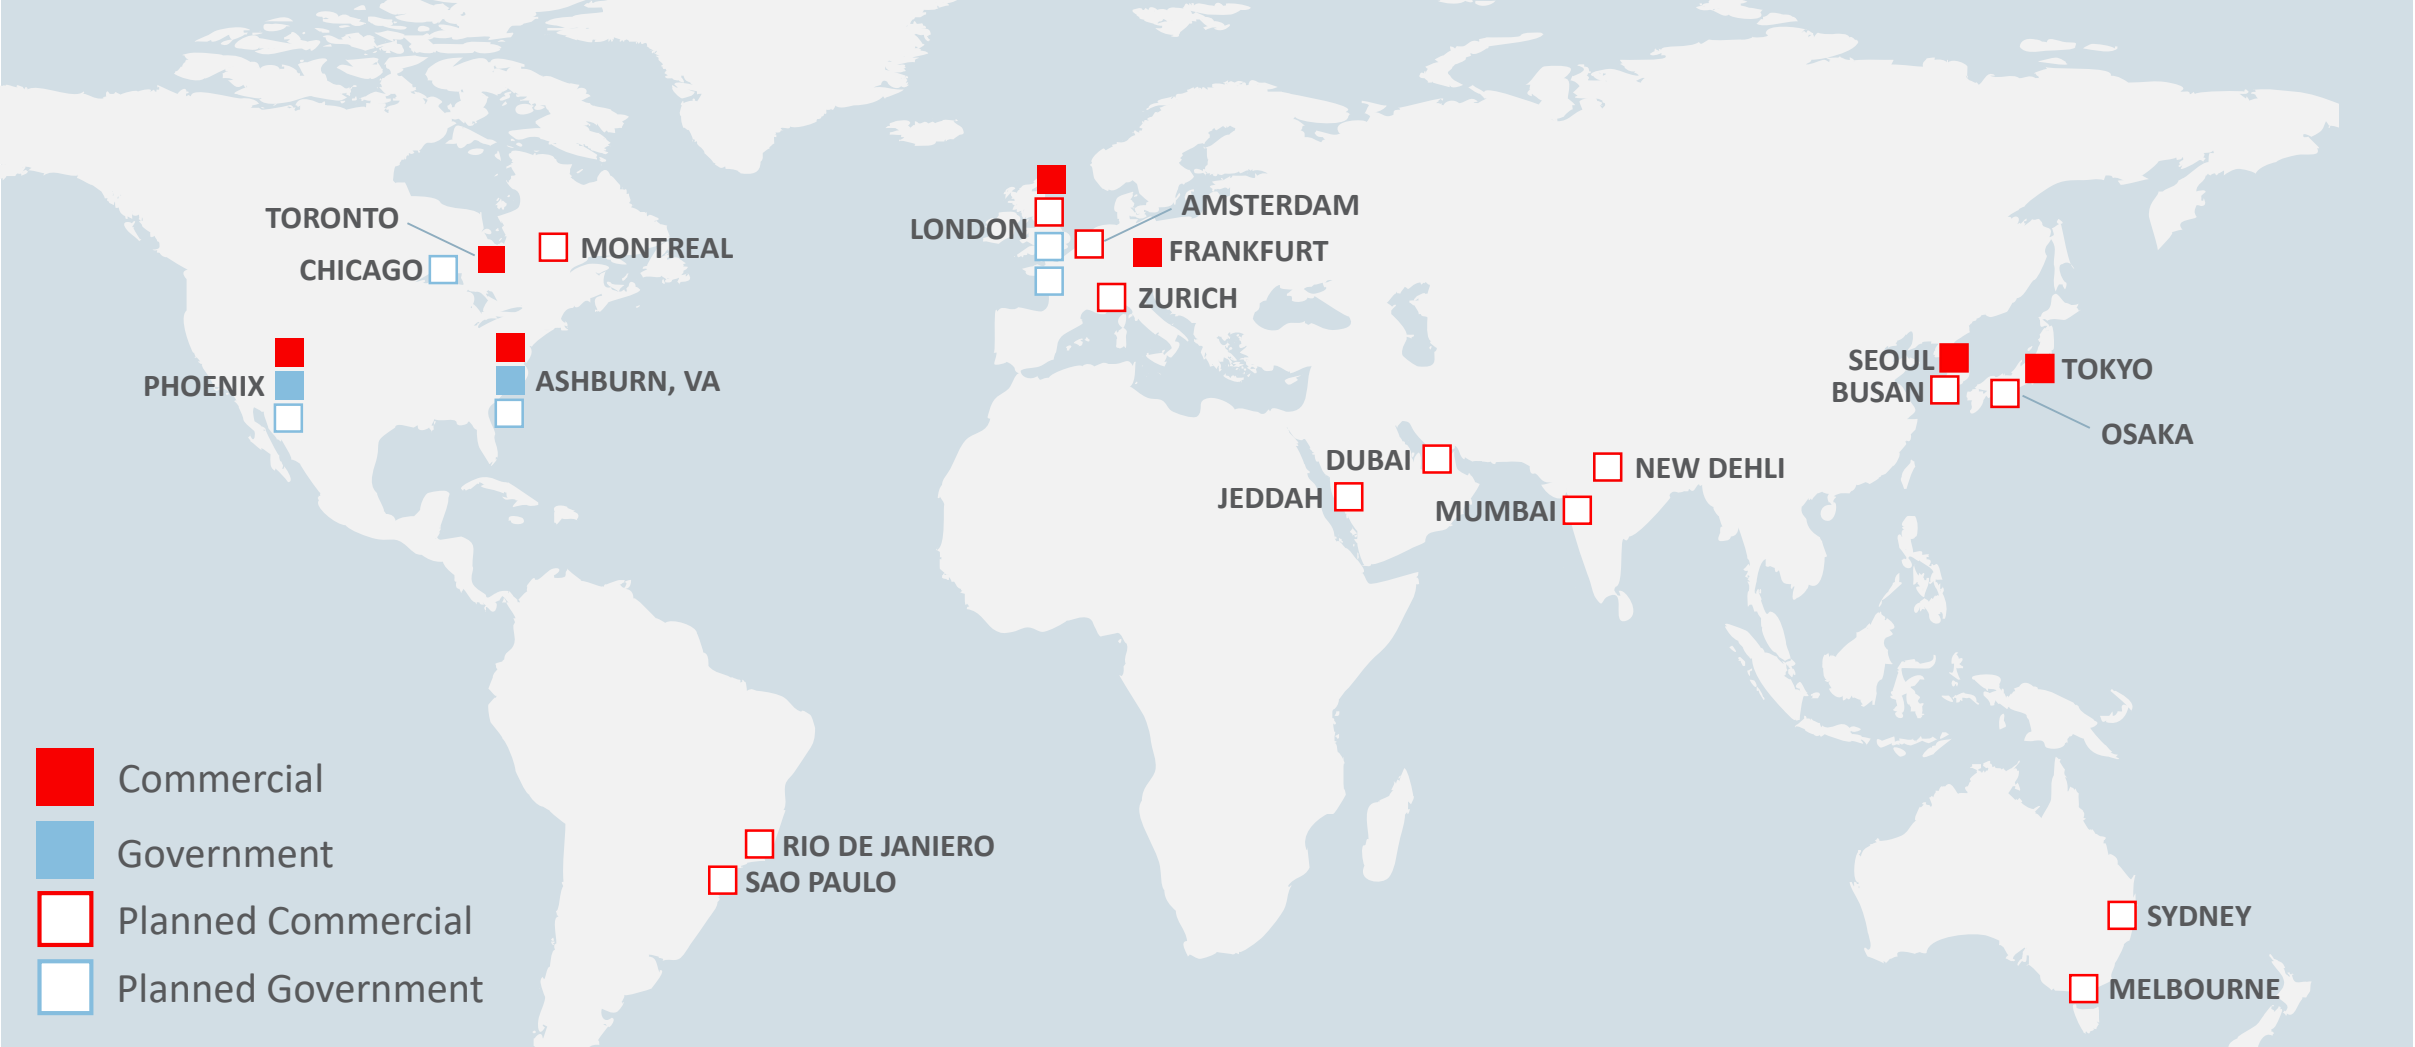 TORONTO
MONTREAL
CHICAGO
PHOENIX
ASHBURN, VA
LONDON
AMSTERDAM
FRANKFURT
ZURICH
SEOUL
TOKYO
BUSAN
OSAKA
DUBAI
NEW DEHLI
JEDDAH
MUMBAI
RIO DE JANIERO
SAO PAULO
SYDNEY
MELBOURNE
Commercial
Government
Planned Commercial
Planned Government